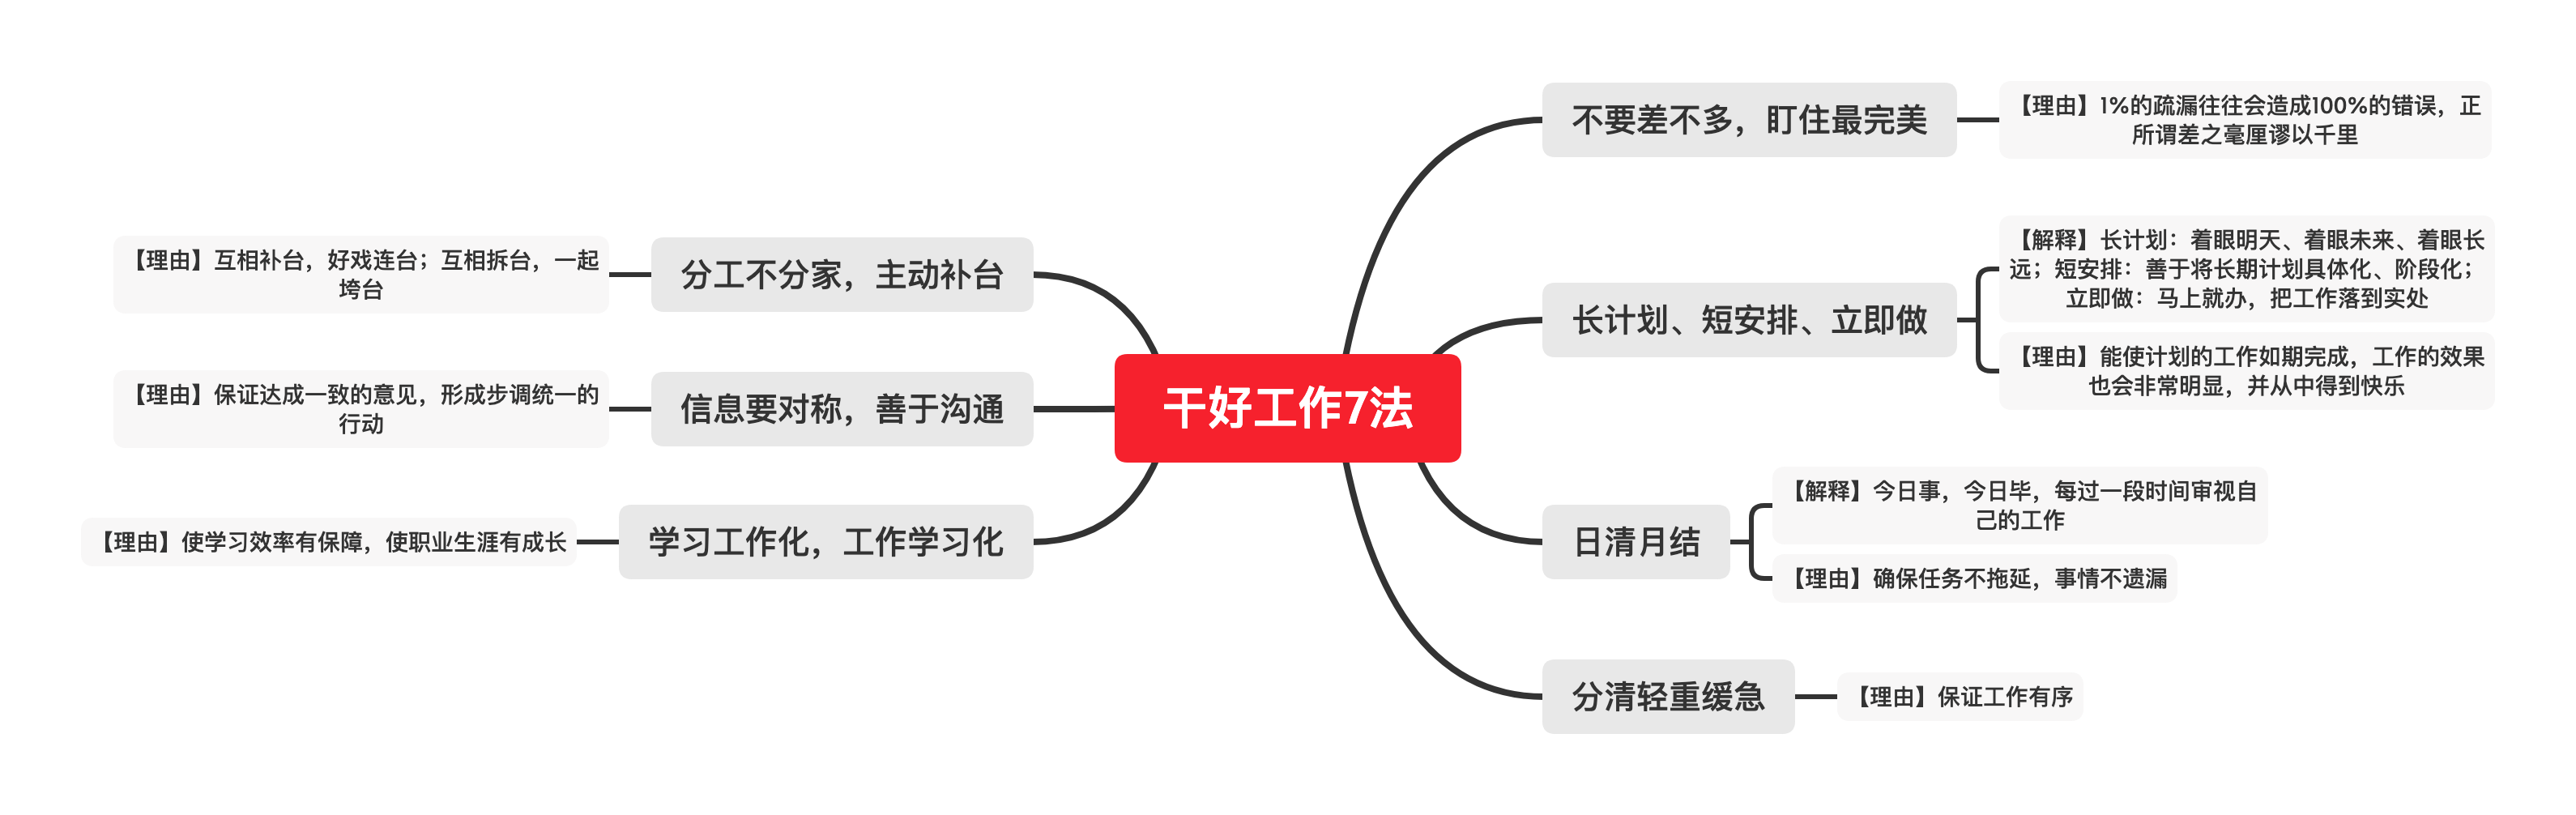 干好工作7法
不要差不多，盯住最完美
【理由】1%的疏漏往往会造成100%的错误，正
所谓差之毫厘谬以千里
长计划、短安排、立即做
【解释】长计划：着眼明天、着眼未来、着眼长
远；短安排：善于将长期计划具体化、阶段化；
立即做：马上就办，把工作落到实处
【理由】能使计划的工作如期完成，工作的效果
也会非常明显，并从中得到快乐
日清月结
【解释】今日事，今日毕，每过一段时间审视自
己的工作
【理由】确保任务不拖延，事情不遗漏
分清轻重缓急
【理由】保证工作有序
分工不分家，主动补台
【理由】互相补台，好戏连台；互相拆台，一起
垮台
信息要对称，善于沟通
【理由】保证达成一致的意见，形成步调统一的
行动
学习工作化，工作学习化
【理由】使学习效率有保障，使职业生涯有成长